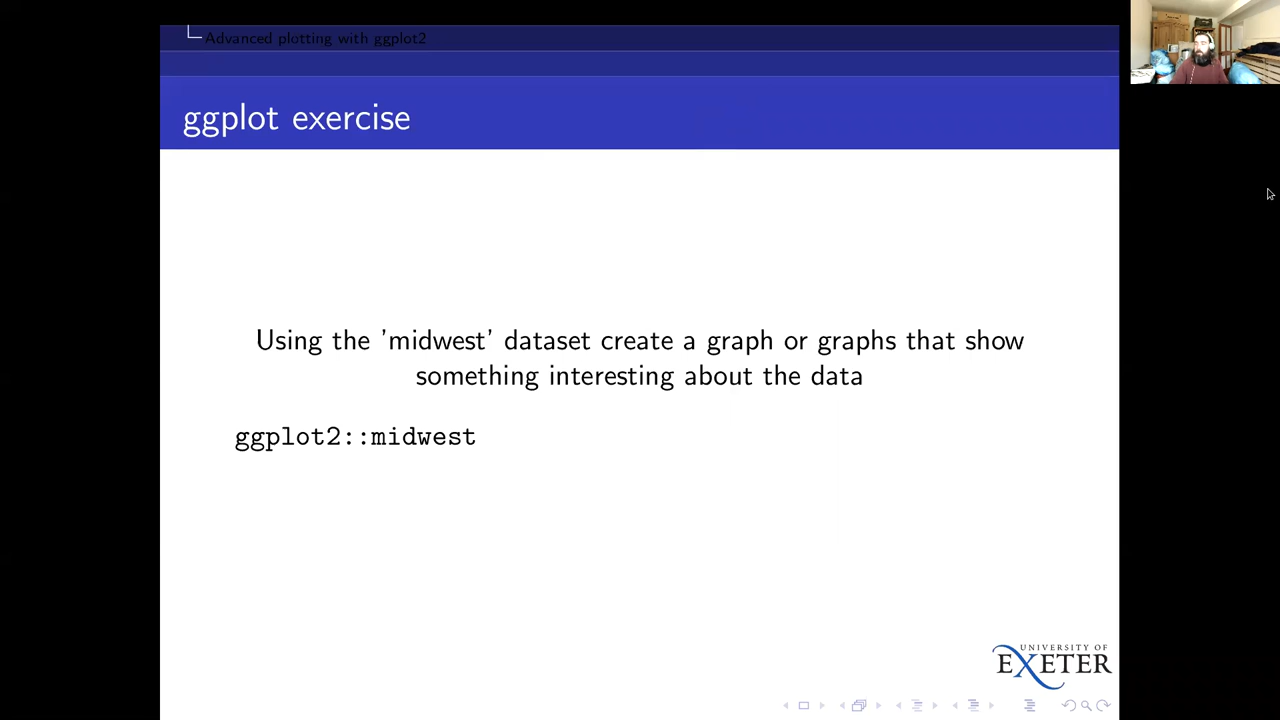 Advanced plotting with ggplot2
ggplot exercise
Using the 'midwest' dataset create a graph or graphs that show
something interesting about the data
ggplot2::midwest
UNIVERSITY OF
EXETER